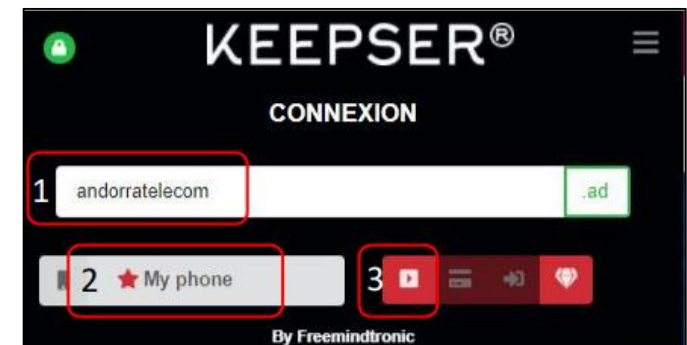 KEEPSER®
CONNEXION
1 andorratelecom .ad
2 My phone 3
By Freemindtronic